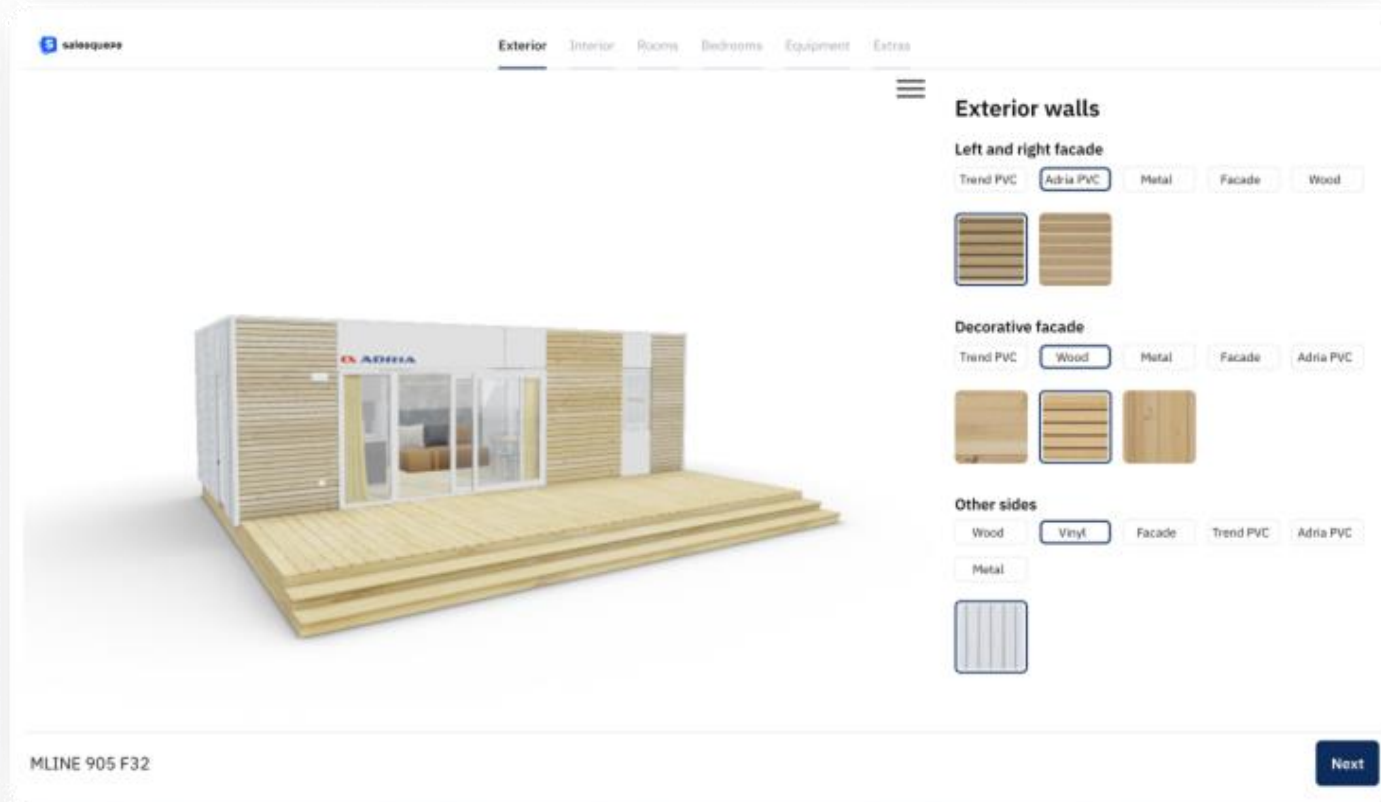 salesqueze
Exterior Interior Rooms Bedrooms Equipment Extras
Exterior walls
Left and right facade
Trend PVC Adria PVC Metal Facade Wood
Decorative facade
Trend PVC Wood Metal Facade Adria PVC
ADRIA
Other sides
Wood Vinyl Facade Trend PVC Adria PVC
Metal
MLINE 905 F32
Next